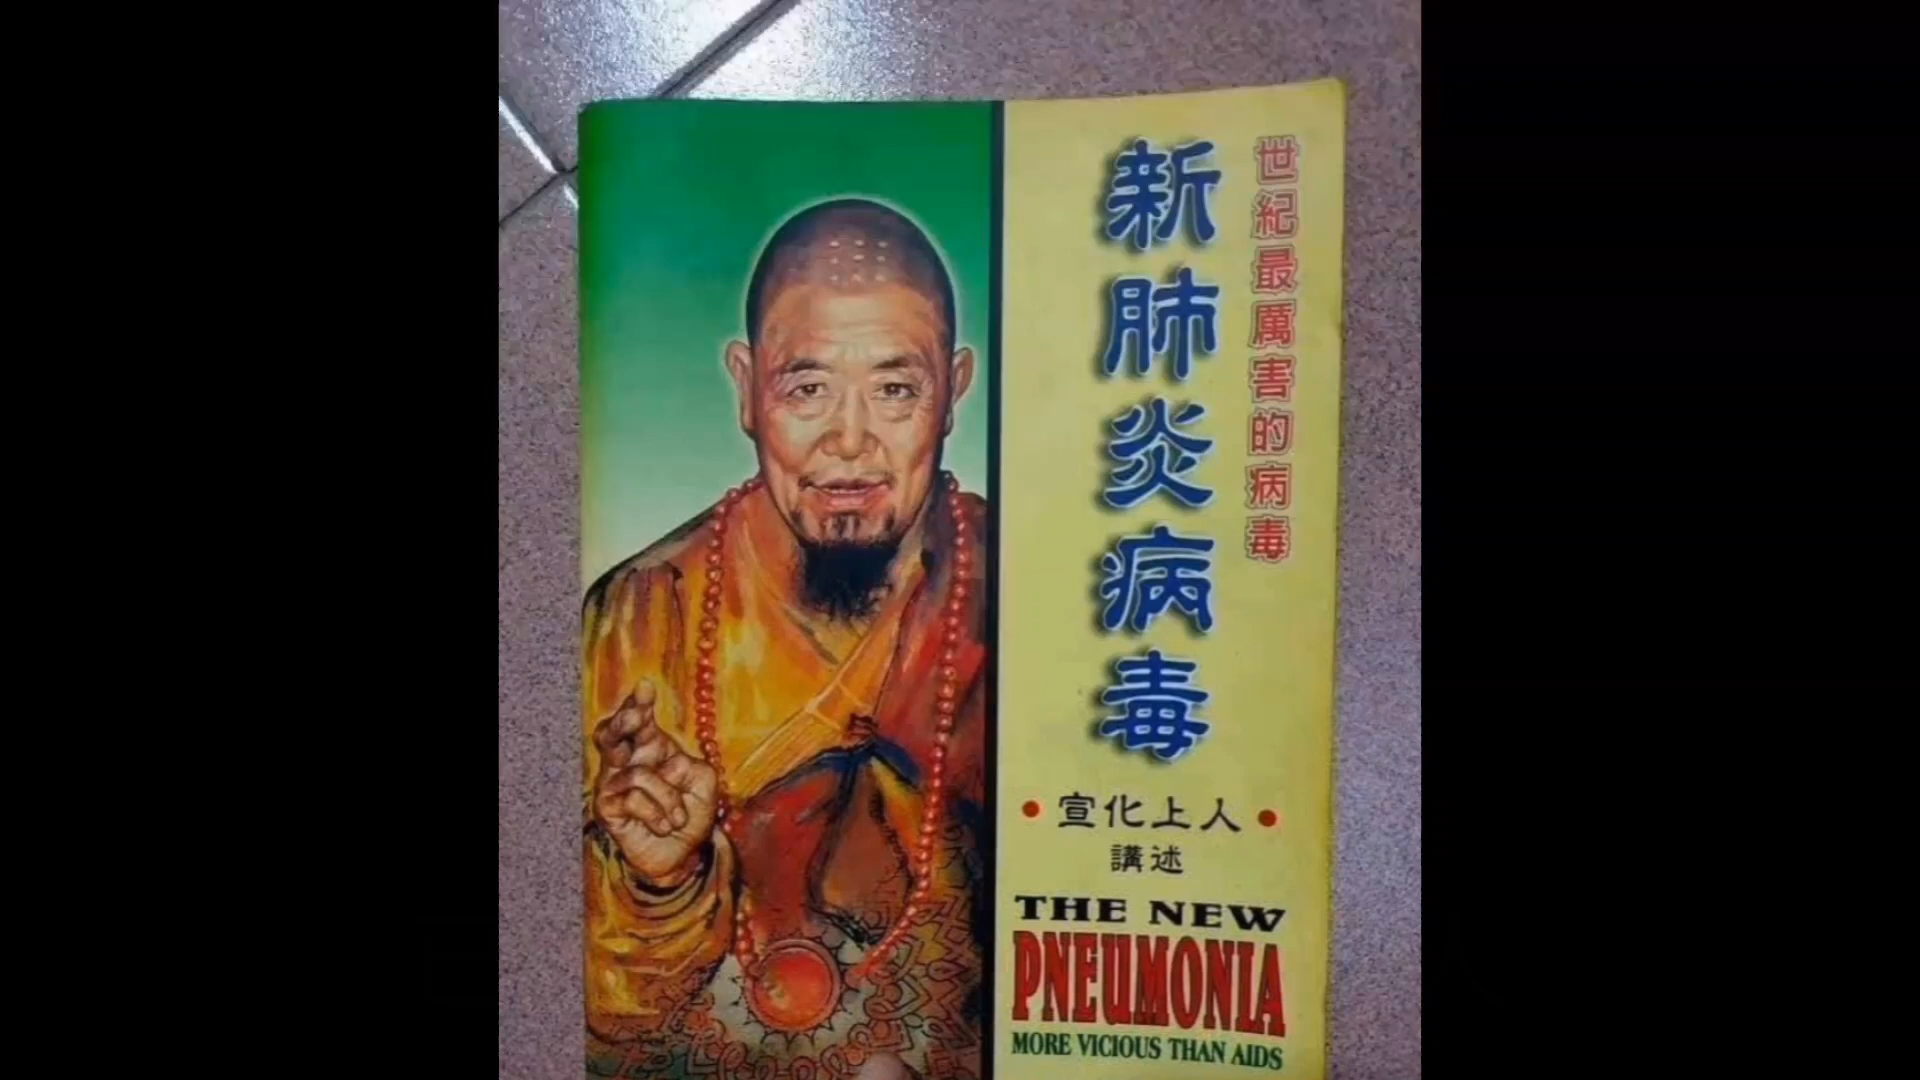 世紀最厲害的病毒
新肺炎病毒
•宣化上人•
講述
THE NEW
PNEUMONIA
MORE VICIOUS THAN AIDS